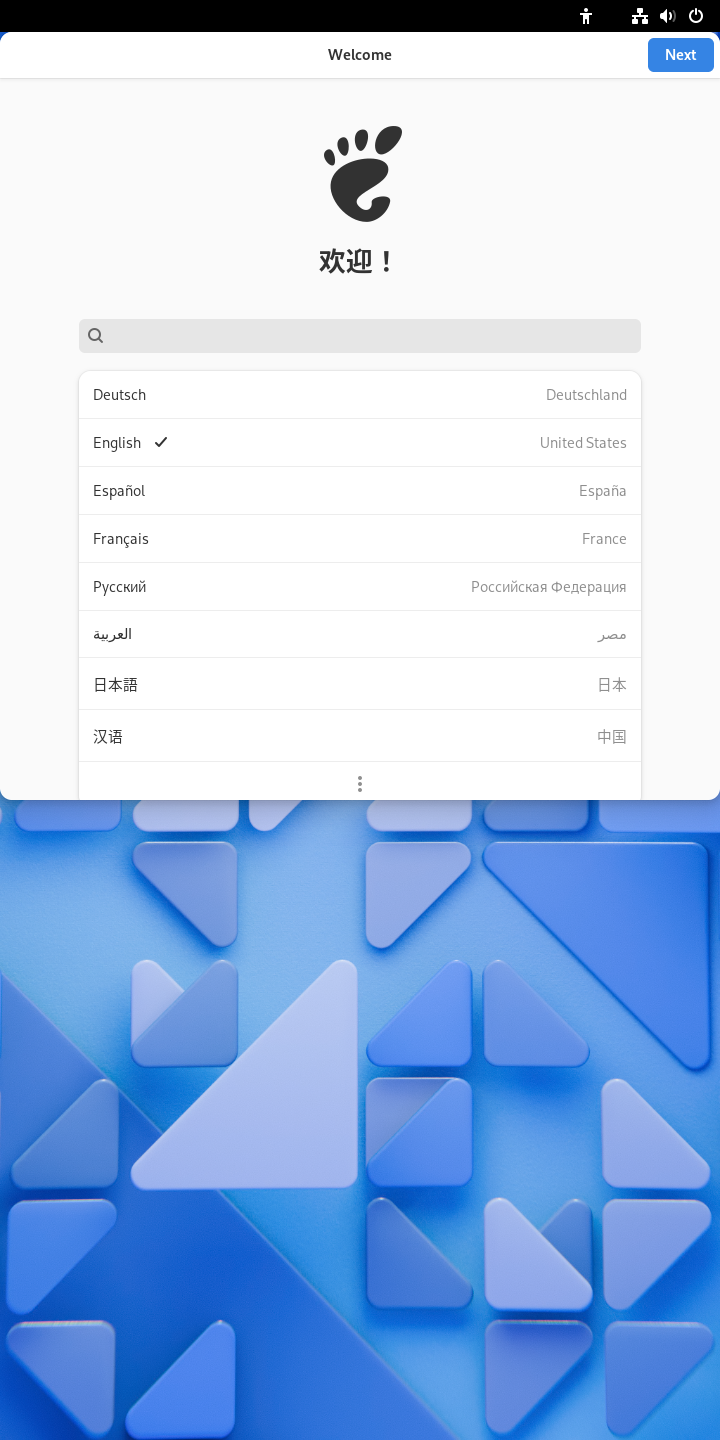 Welcome
Next
欢迎！
Deutsch Deutschland
English United States
Español España
Français France
Русский Российская Федерация
العربية مصر
日本語 日本
汉语 中国